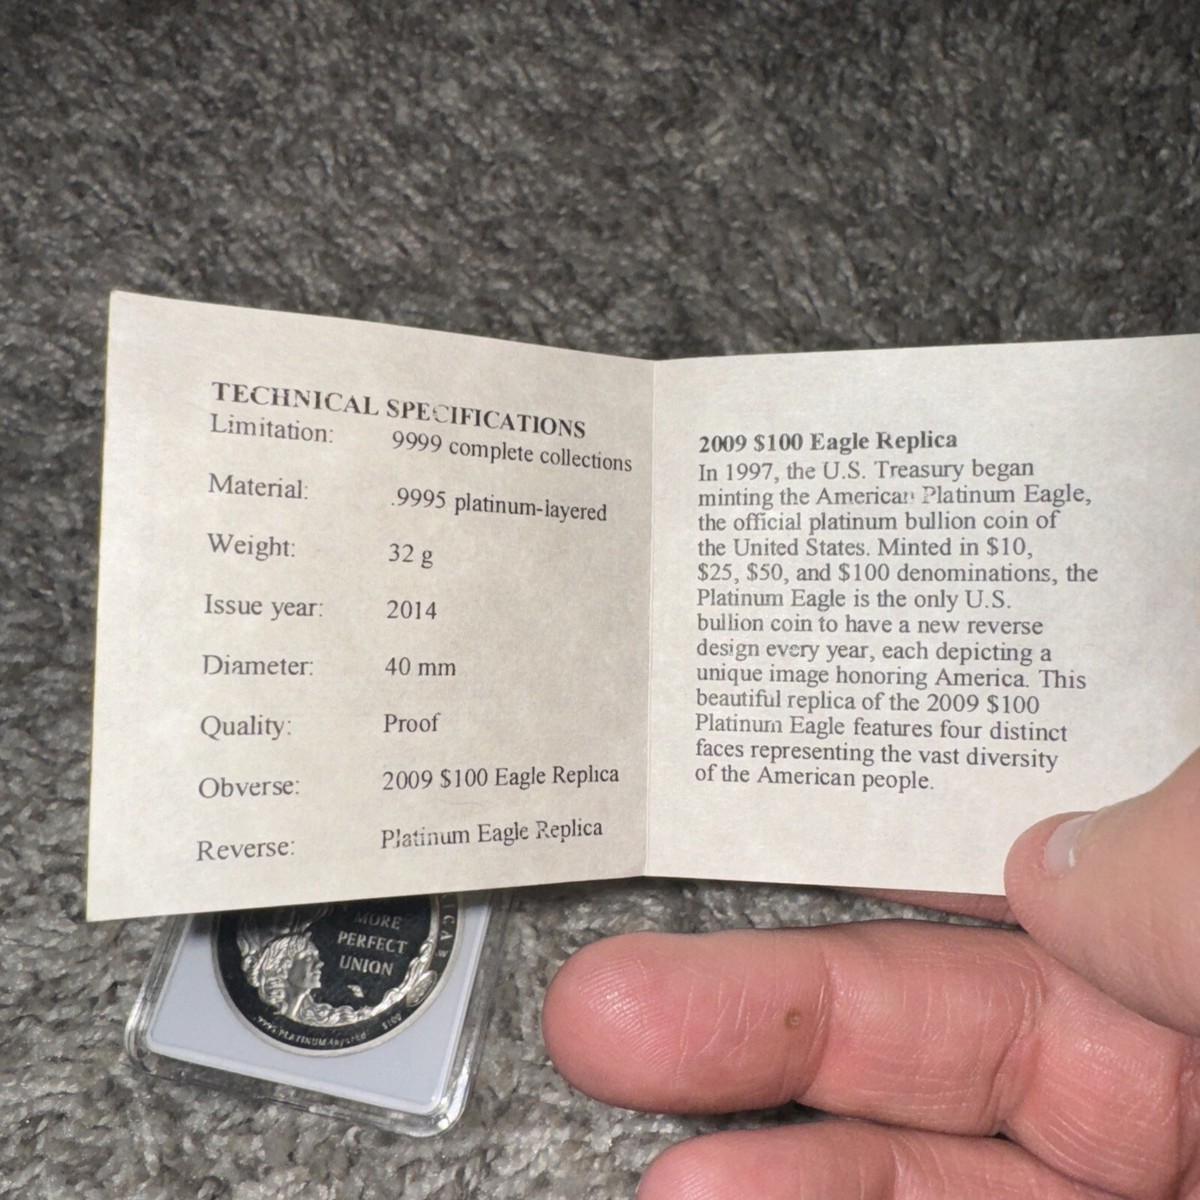 TECHNICAL SPECIFICATIONS
Limitation: 9999 complete collections
Material: .9995 platinum-layered
Weight: 32 g
Issue year: 2014
Diameter: 40 mm
Quality: Proof
Obverse: 2009 $100 Eagle Replica
Reverse: Platinum Eagle Replica
2009 $100 Eagle Replica
In 1997, the U.S. Treasury began
minting the American Platinum Eagle,
the official platinum bullion coin of
the United States. Minted in $10,
$25, $50, and $100 denominations, the
Platinum Eagle is the only U.S.
bullion coin to have a new reverse
design every year, each depicting a
unique image honoring America. This
beautiful replica of the 2009 $100
Platinum Eagle features four distinct
faces representing the vast diversity
of the American people.
MORE
PERFECT
UNION
ICA
W
.9995 PLATINUM layered $100